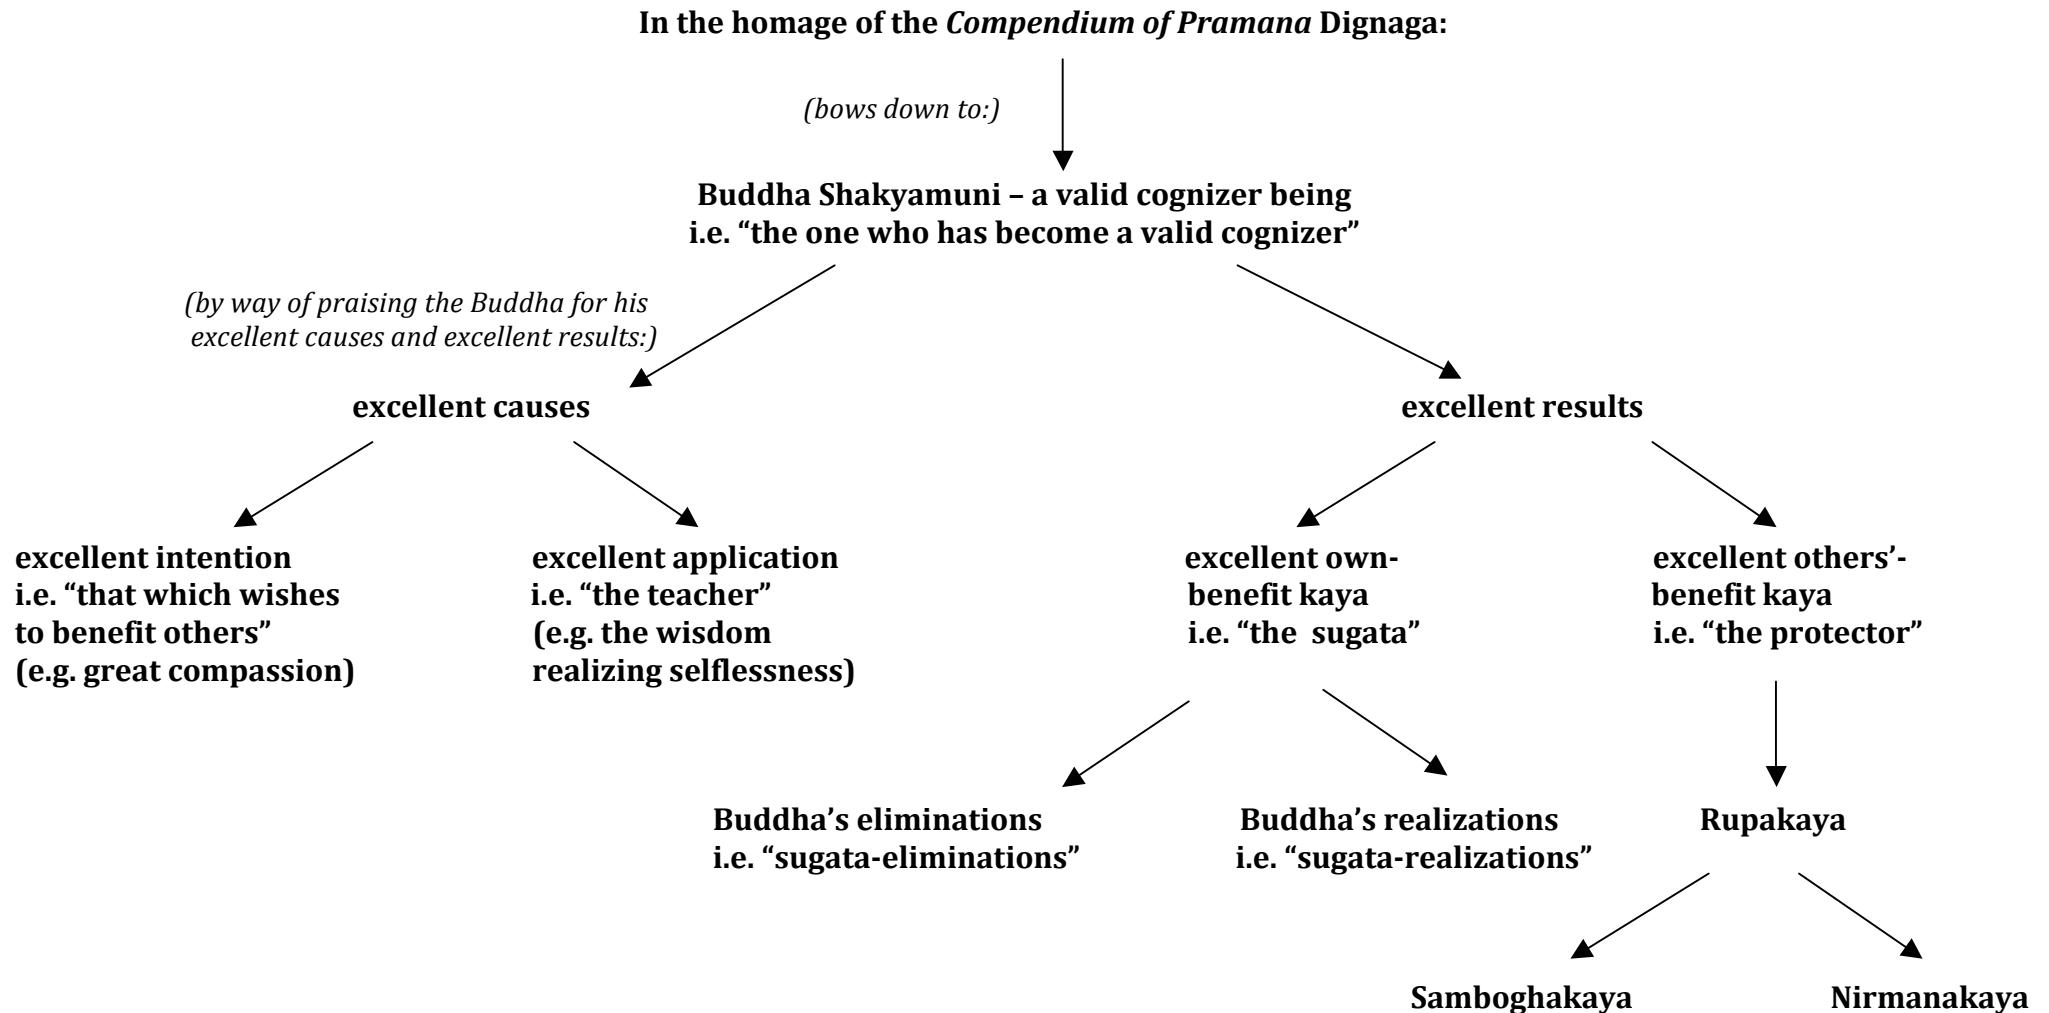 In the homage of the Compendium of Pramana Dignaga:
(bows down to:)
Buddha Shakyamuni – a valid cognizer being
i.e. “the one who has become a valid cognizer”
(by way of praising the Buddha for his
excellent causes and excellent results:)
excellent causes
excellent results
excellent intention
i.e. “that which wishes
to benefit others”
(e.g. great compassion)
excellent application
i.e. “the teacher”
(e.g. the wisdom
realizing selflessness)
excellent own-
benefit kaya
i.e. “the sugata”
excellent others’-
benefit kaya
i.e. “the protector”
Buddha’s eliminations
i.e. “sugata-eliminations”
Buddha’s realizations
i.e. “sugata-realizations”
Rupakaya
Samboghakaya
Nirmanakaya